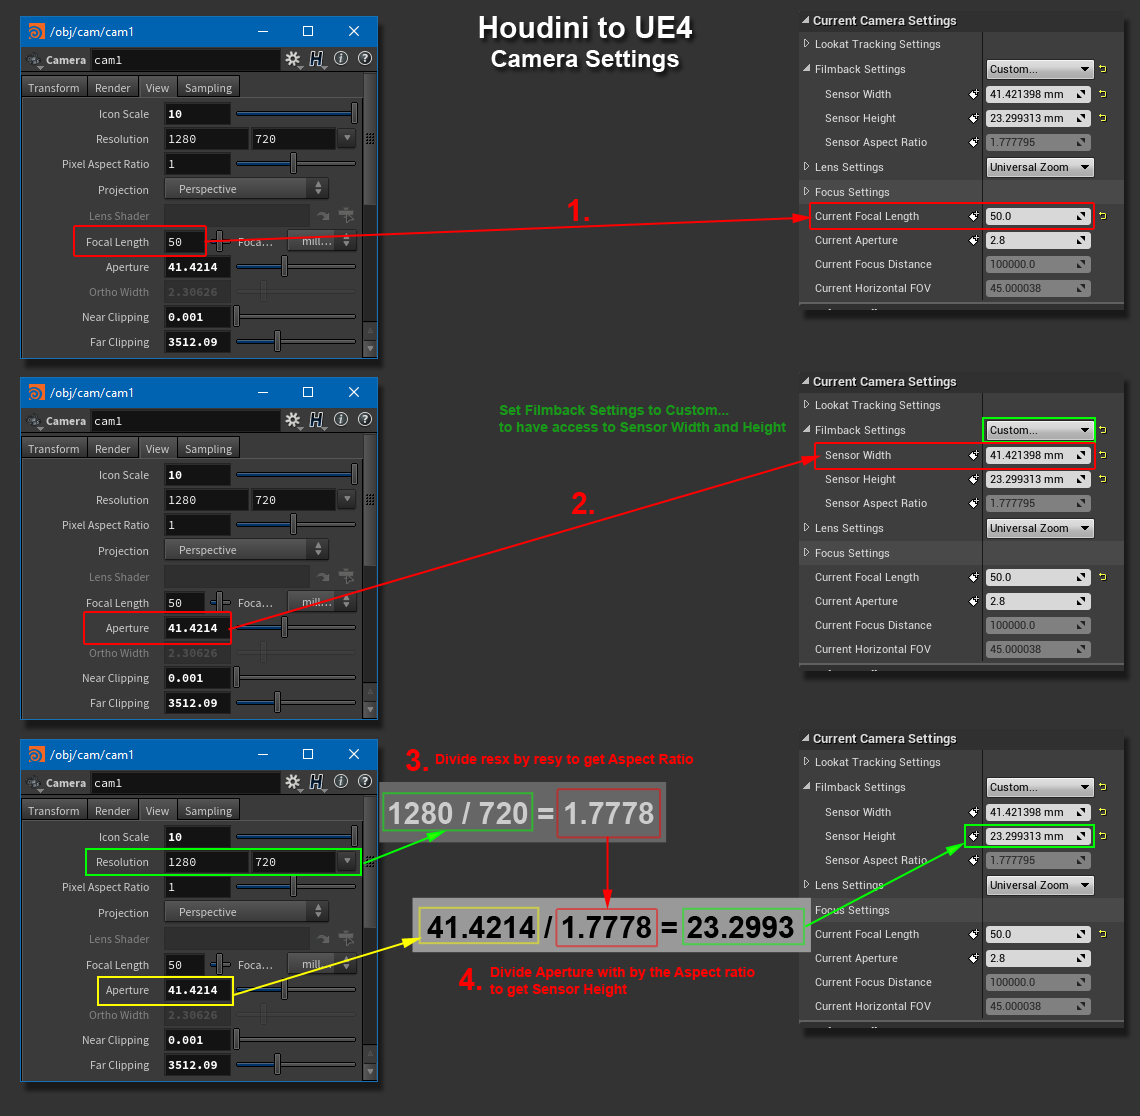 Houdini to UE4
Camera Settings
/obj/cam/cam1
Camera cam1
Transform Render View Sampling
Icon Scale 10
Resolution 1280 720
Pixel Aspect Ratio 1
Projection Perspective
Lens Shader
Focal Length 50 Foca... mill...
Aperture 41.4214
Ortho Width 2.30626
Near Clipping 0.001
Far Clipping 3512.09
1.
Current Camera Settings
Lookat Tracking Settings
Filmback Settings Custom...
Sensor Width 41.421398 mm
Sensor Height 23.299313 mm
Sensor Aspect Ratio 1.777795
Lens Settings Universal Zoom
Focus Settings
Current Focal Length 50.0
Current Aperture 2.8
Current Focus Distance 100000.0
Current Horizontal FOV 45.000038
/obj/cam/cam1
Camera cam1
Transform Render View Sampling
Icon Scale 10
Resolution 1280 720
Pixel Aspect Ratio 1
Projection Perspective
Lens Shader
Focal Length 50 Foca... mill...
Aperture 41.4214
Ortho Width 2.30626
Near Clipping 0.001
Far Clipping 3512.09
Set Filmback Settings to Custom...
to have access to Sensor Width and Height
2.
Current Camera Settings
Lookat Tracking Settings
Filmback Settings Custom...
Sensor Width 41.421398 mm
Sensor Height 23.299313 mm
Sensor Aspect Ratio 1.777795
Lens Settings Universal Zoom
Focus Settings
Current Focal Length 50.0
Current Aperture 2.8
Current Focus Distance 100000.0
Current Horizontal FOV 45.000038
/obj/cam/cam1
Camera cam1
Transform Render View Sampling
Icon Scale 10
Resolution 1280 720
Pixel Aspect Ratio 1
Projection Perspective
Lens Shader
Focal Length 50 Foca... mill...
Aperture 41.4214
Ortho Width 2.30626
Near Clipping 0.001
Far Clipping 3512.09
3. Divide resx by resy to get Aspect Ratio
1280 / 720 = 1.7778
41.4214 / 1.7778 = 23.2993
4. Divide Aperture with by the Aspect ratio
to get Sensor Height
Current Camera Settings
Lookat Tracking Settings
Filmback Settings Custom...
Sensor Width 41.421398 mm
Sensor Height 23.299313 mm
Sensor Aspect Ratio 1.777795
Lens Settings Universal Zoom
Focus Settings
Current Focal Length 50.0
Current Aperture 2.8
Current Focus Distance 100000.0
Current Horizontal FOV 45.000038